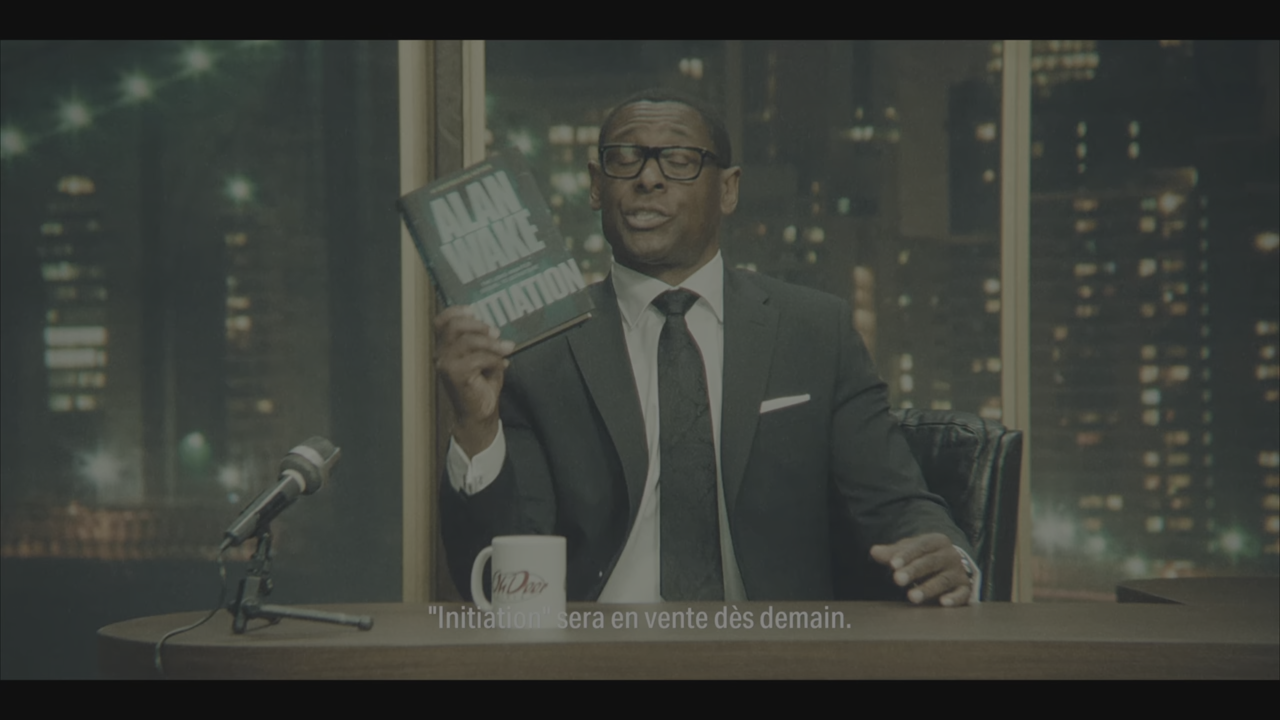 ALAN
WAKE
INITIATION
Mr Door
"Initiation" sera en vente dès demain.